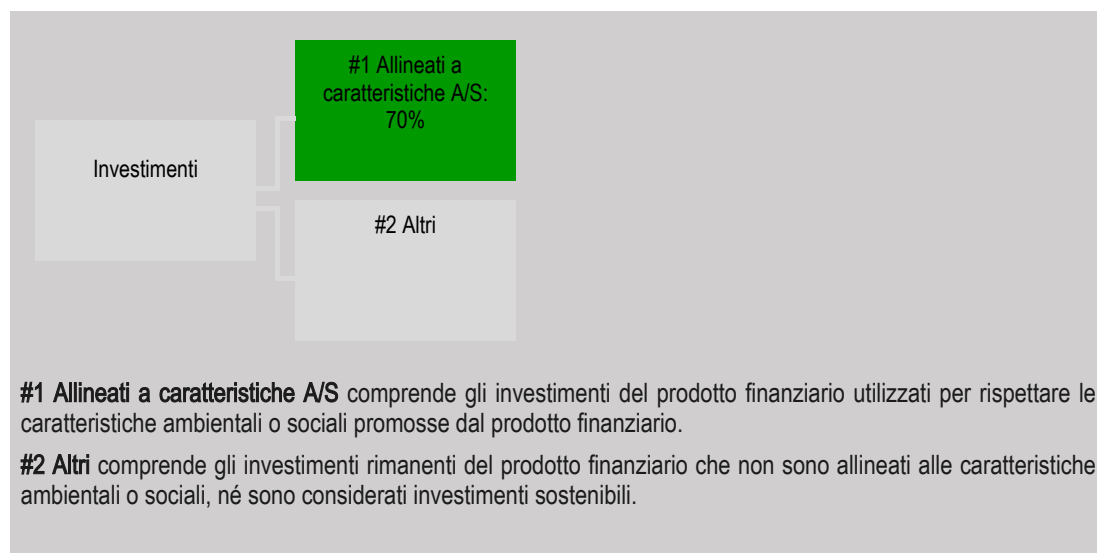 #1 Allineati a
caratteristiche A/S:
70%
Investimenti
#2 Altri
#1 Allineati a caratteristiche A/S comprende gli investimenti del prodotto finanziario utilizzati per rispettare le
caratteristiche ambientali o sociali promosse dal prodotto finanziario.
#2 Altri comprende gli investimenti rimanenti del prodotto finanziario che non sono allineati alle caratteristiche
ambientali o sociali, né sono considerati investimenti sostenibili.